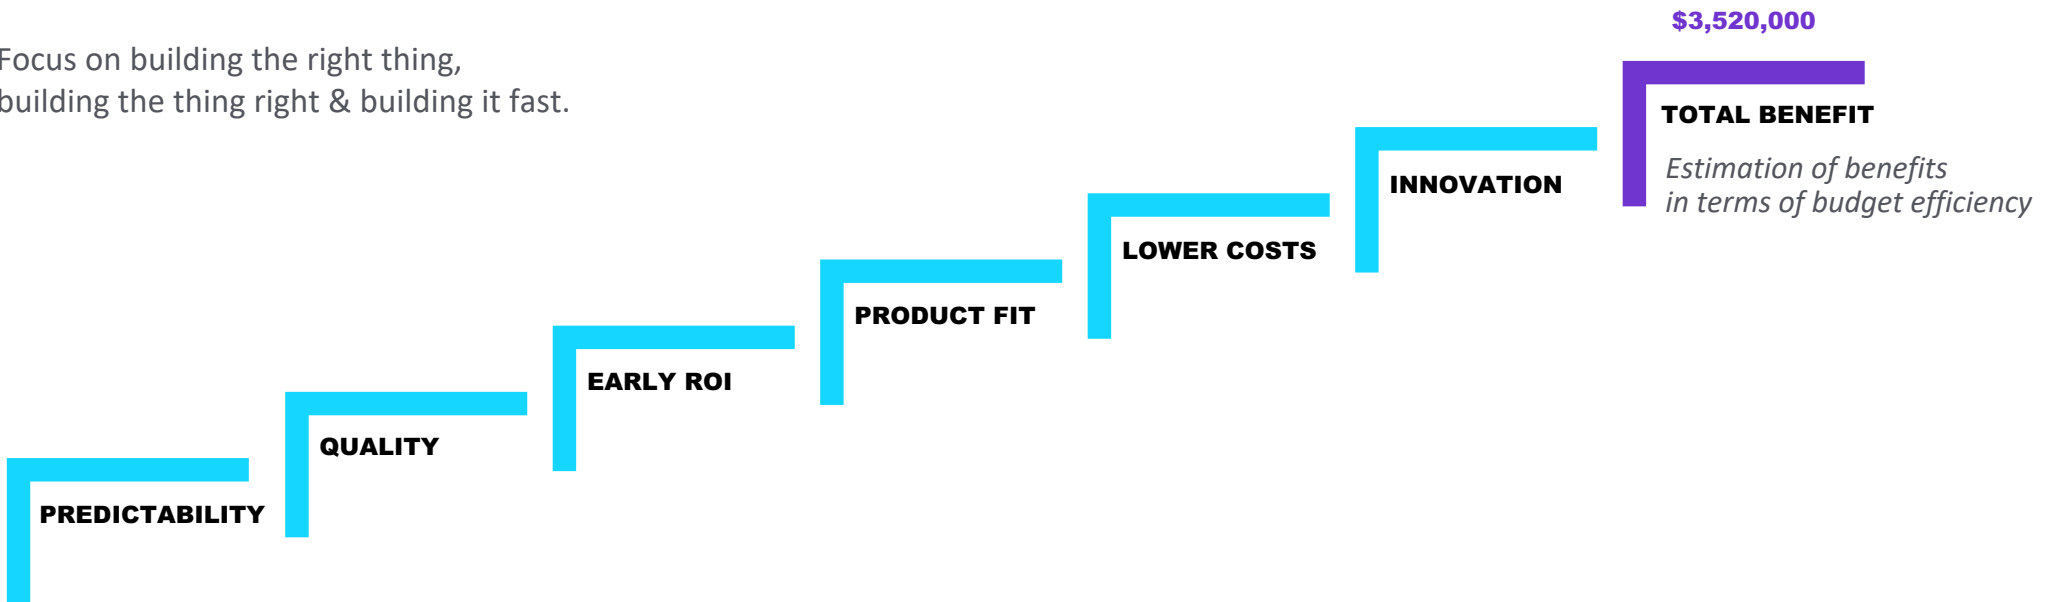 $3,520,000
Focus on building the right thing,
building the thing right & building it fast.
TOTAL BENEFIT
Estimation of benefits
in terms of budget efficiency
INNOVATION
LOWER COSTS
PRODUCT FIT
EARLY ROI
QUALITY
PREDICTABILITY